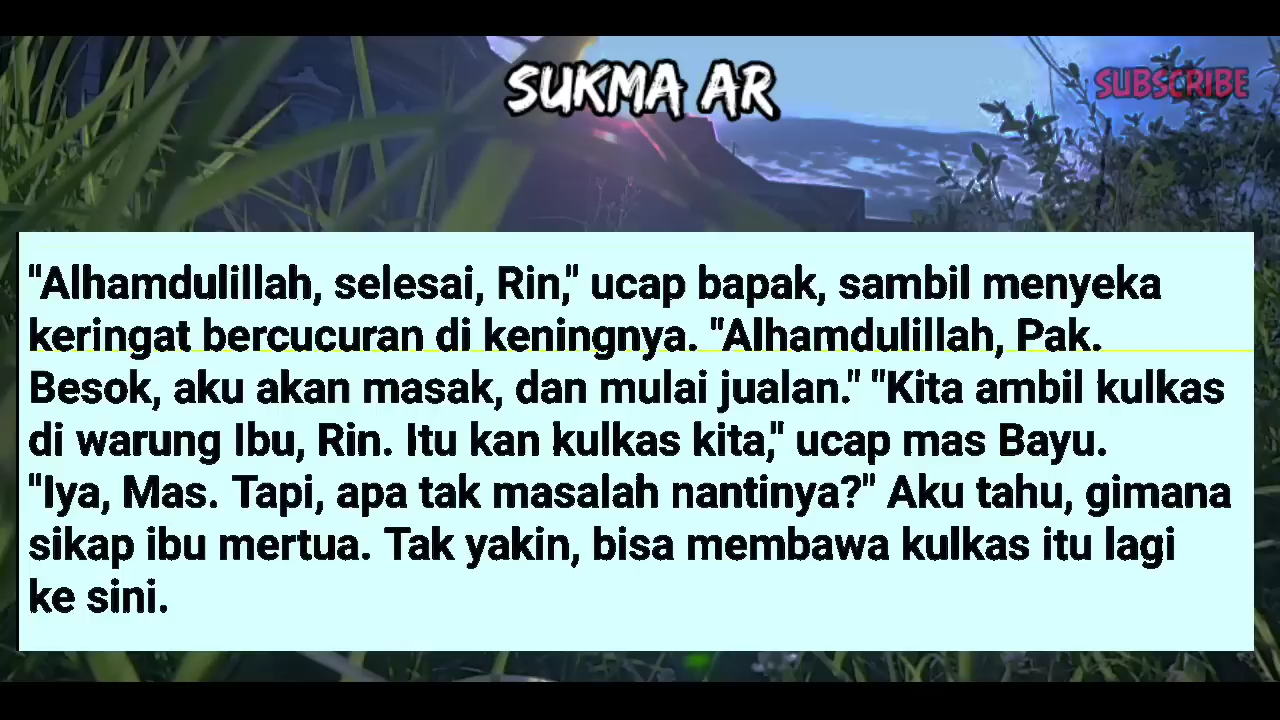 SUKMA AR
SUBSCRIBE
"Alhamdulillah, selesai, Rin," ucap bapak, sambil menyeka
keringat bercucuran di keningnya. "Alhamdulillah, Pak.
Besok, aku akan masak, dan mulai jualan." "Kita ambil kulkas
di warung Ibu, Rin. Itu kan kulkas kita," ucap mas Bayu.
"Iya, Mas. Tapi, apa tak masalah nantinya?" Aku tahu, gimana
sikap ibu mertua. Tak yakin, bisa membawa kulkas itu lagi
ke sini.